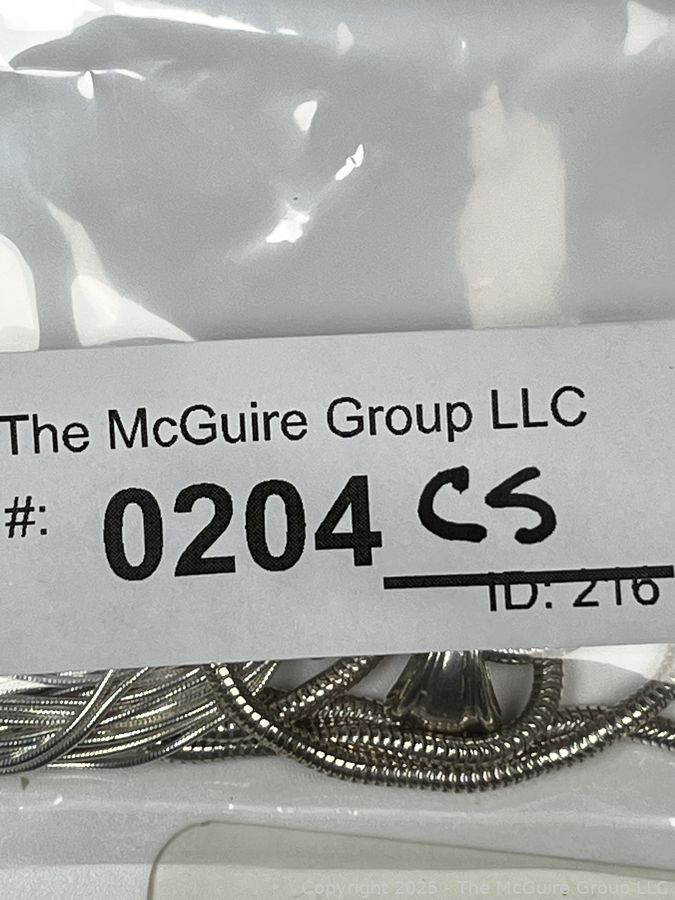 The McGuire Group LLC
#: 0204 CS
ID: 216
Copyright 2025 - The McGuire Group LLC